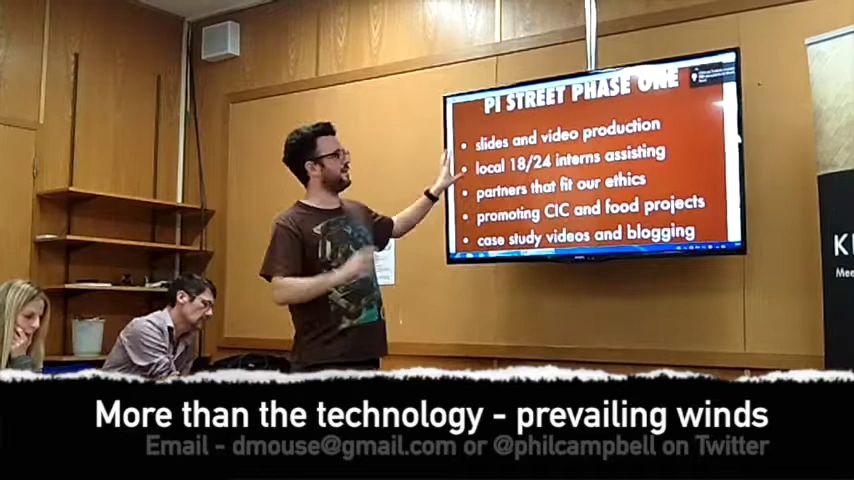 PI STREET PHASE ONE
• slides and video production
• local 18/24 interns assisting
• partners that fit our ethics
• promoting CIC and food projects
• case study videos and blogging
More than the technology - prevailing winds
Email - dmouse@gmail.com or @philcampbell on Twitter